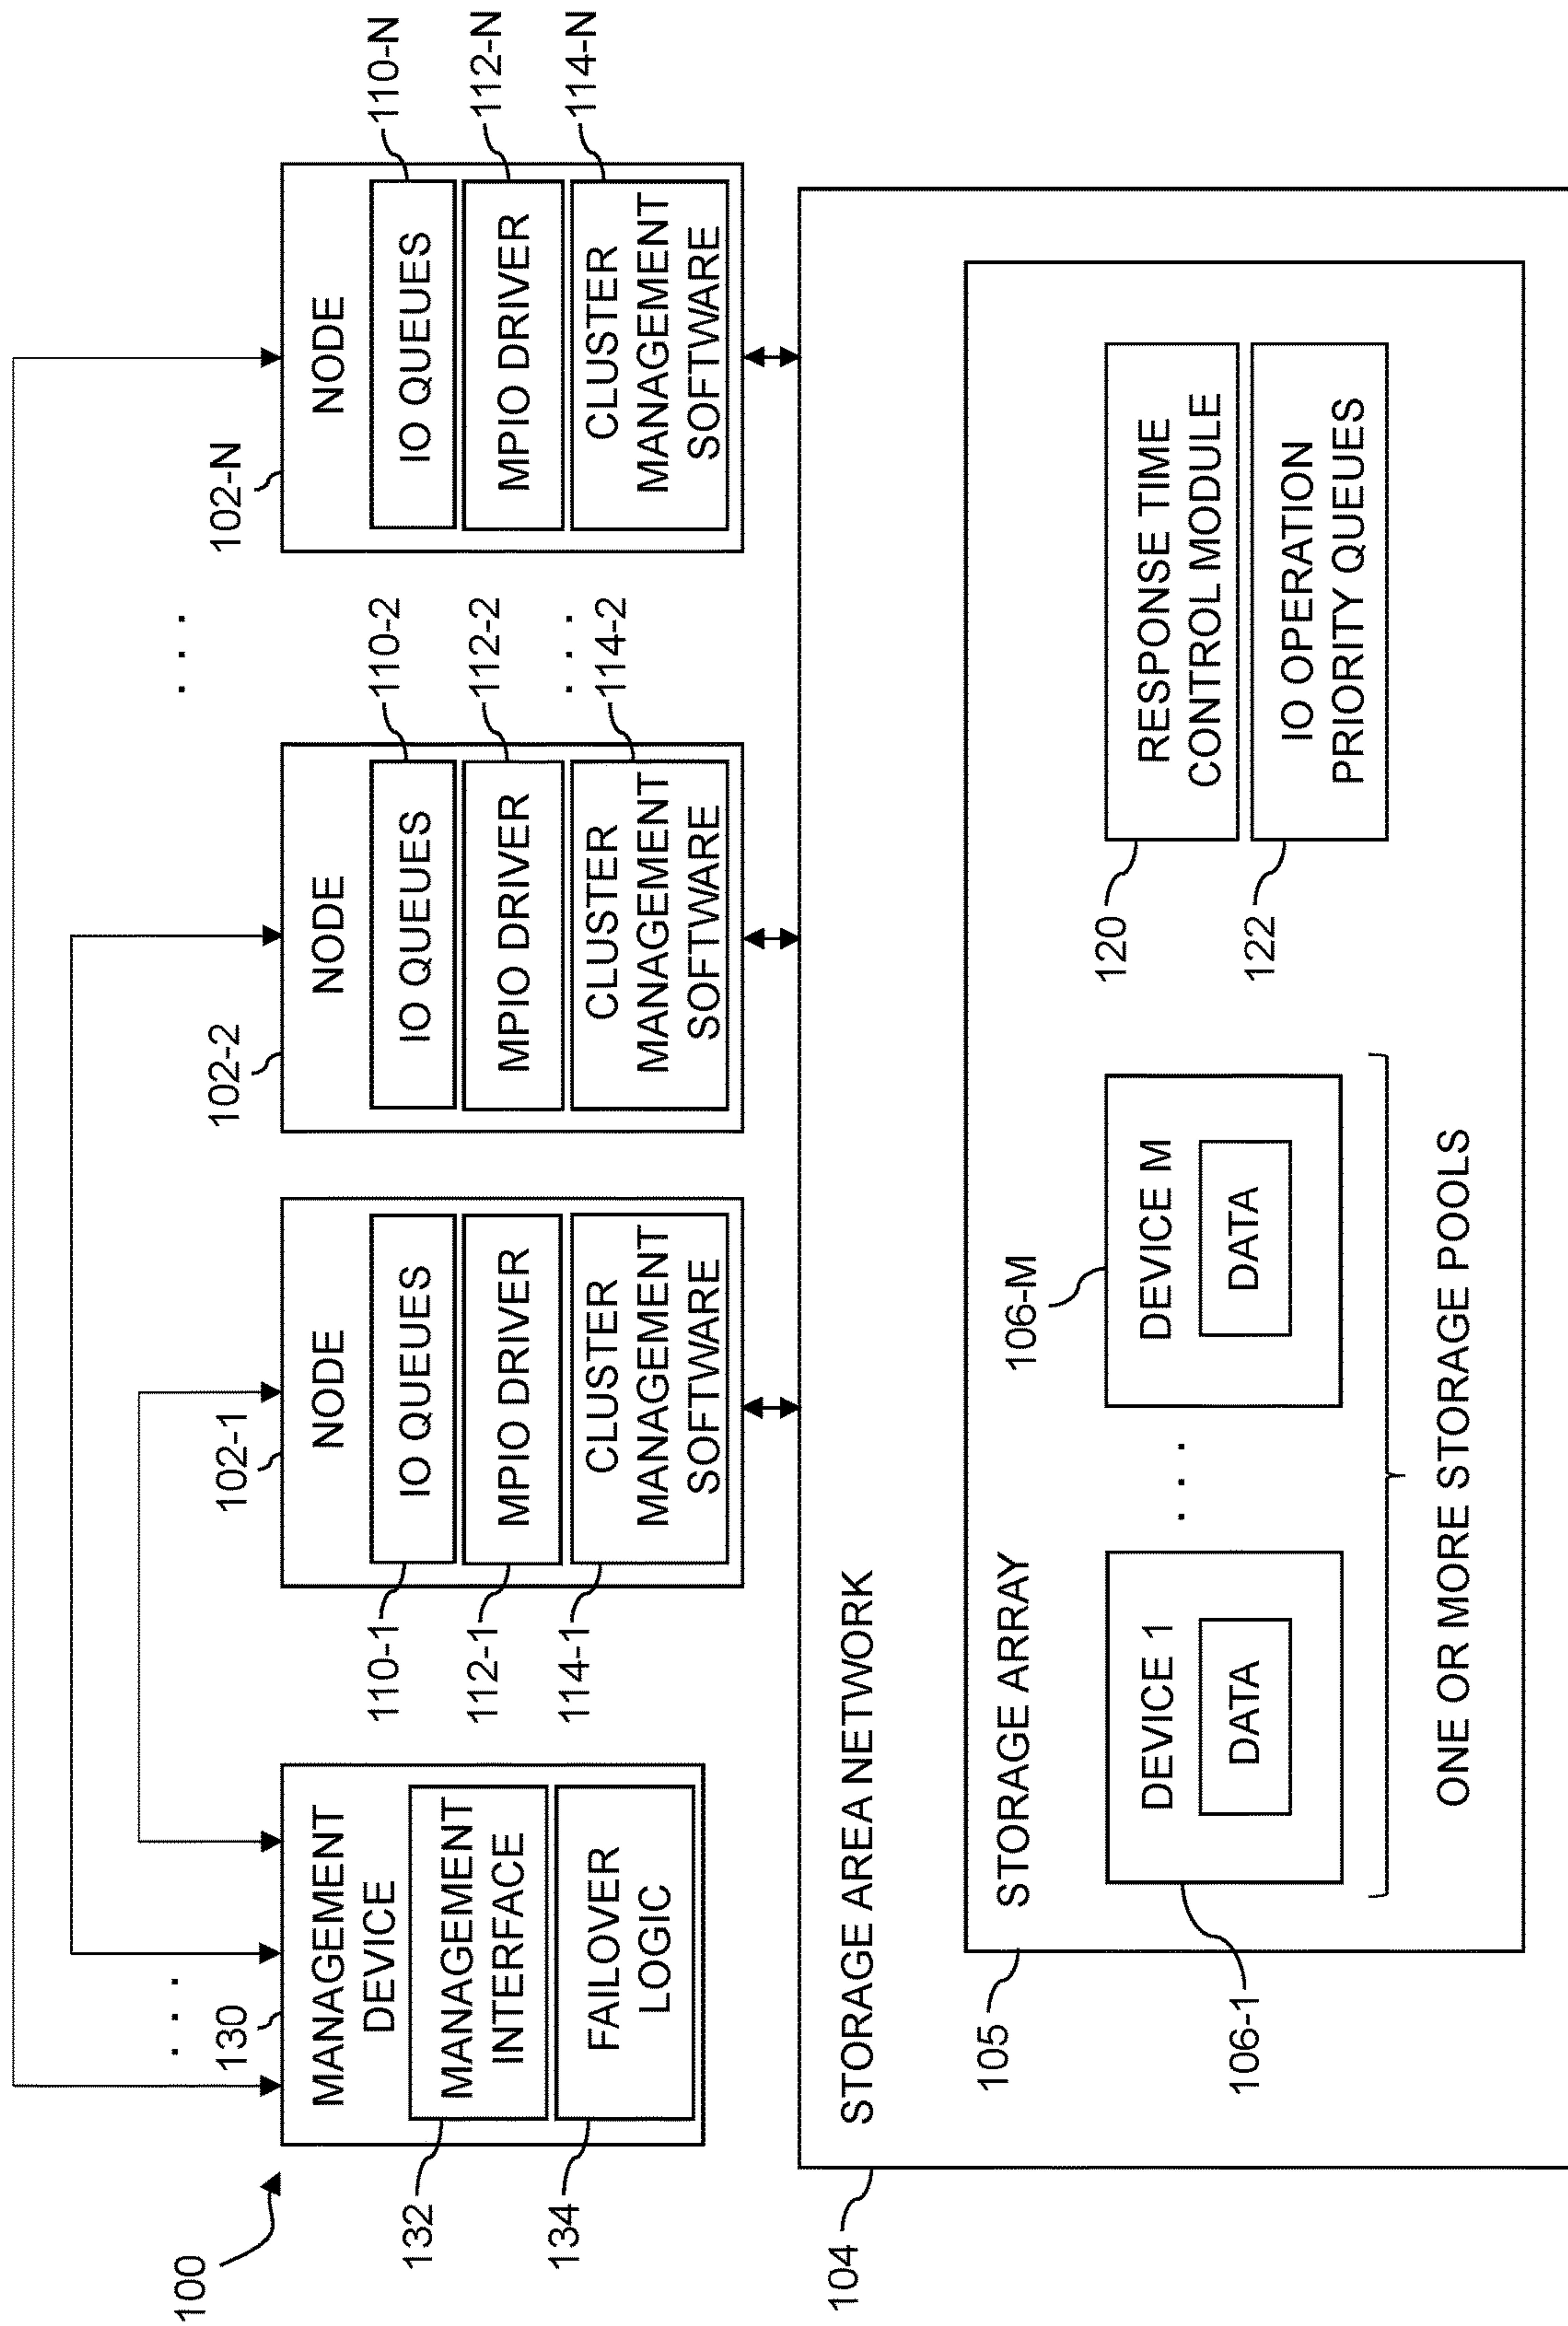 100
130
MANAGEMENT
DEVICE
132
MANAGEMENT
INTERFACE
134
FAILOVER
LOGIC
. . .
102-1
NODE
110-1
IO QUEUES
112-1
MPIO DRIVER
114-1
CLUSTER
MANAGEMENT
SOFTWARE
102-2
NODE
110-2
IO QUEUES
112-2
MPIO DRIVER
114-2
CLUSTER
MANAGEMENT
SOFTWARE
. . .
. . .
102-N
NODE
110-N
IO QUEUES
112-N
MPIO DRIVER
114-N
CLUSTER
MANAGEMENT
SOFTWARE
104
STORAGE AREA NETWORK
105
STORAGE ARRAY
106-1
DEVICE 1
DATA
. . .
106-M
DEVICE M
DATA
ONE OR MORE STORAGE POOLS
120
RESPONSE TIME
CONTROL MODULE
122
IO OPERATION
PRIORITY QUEUES